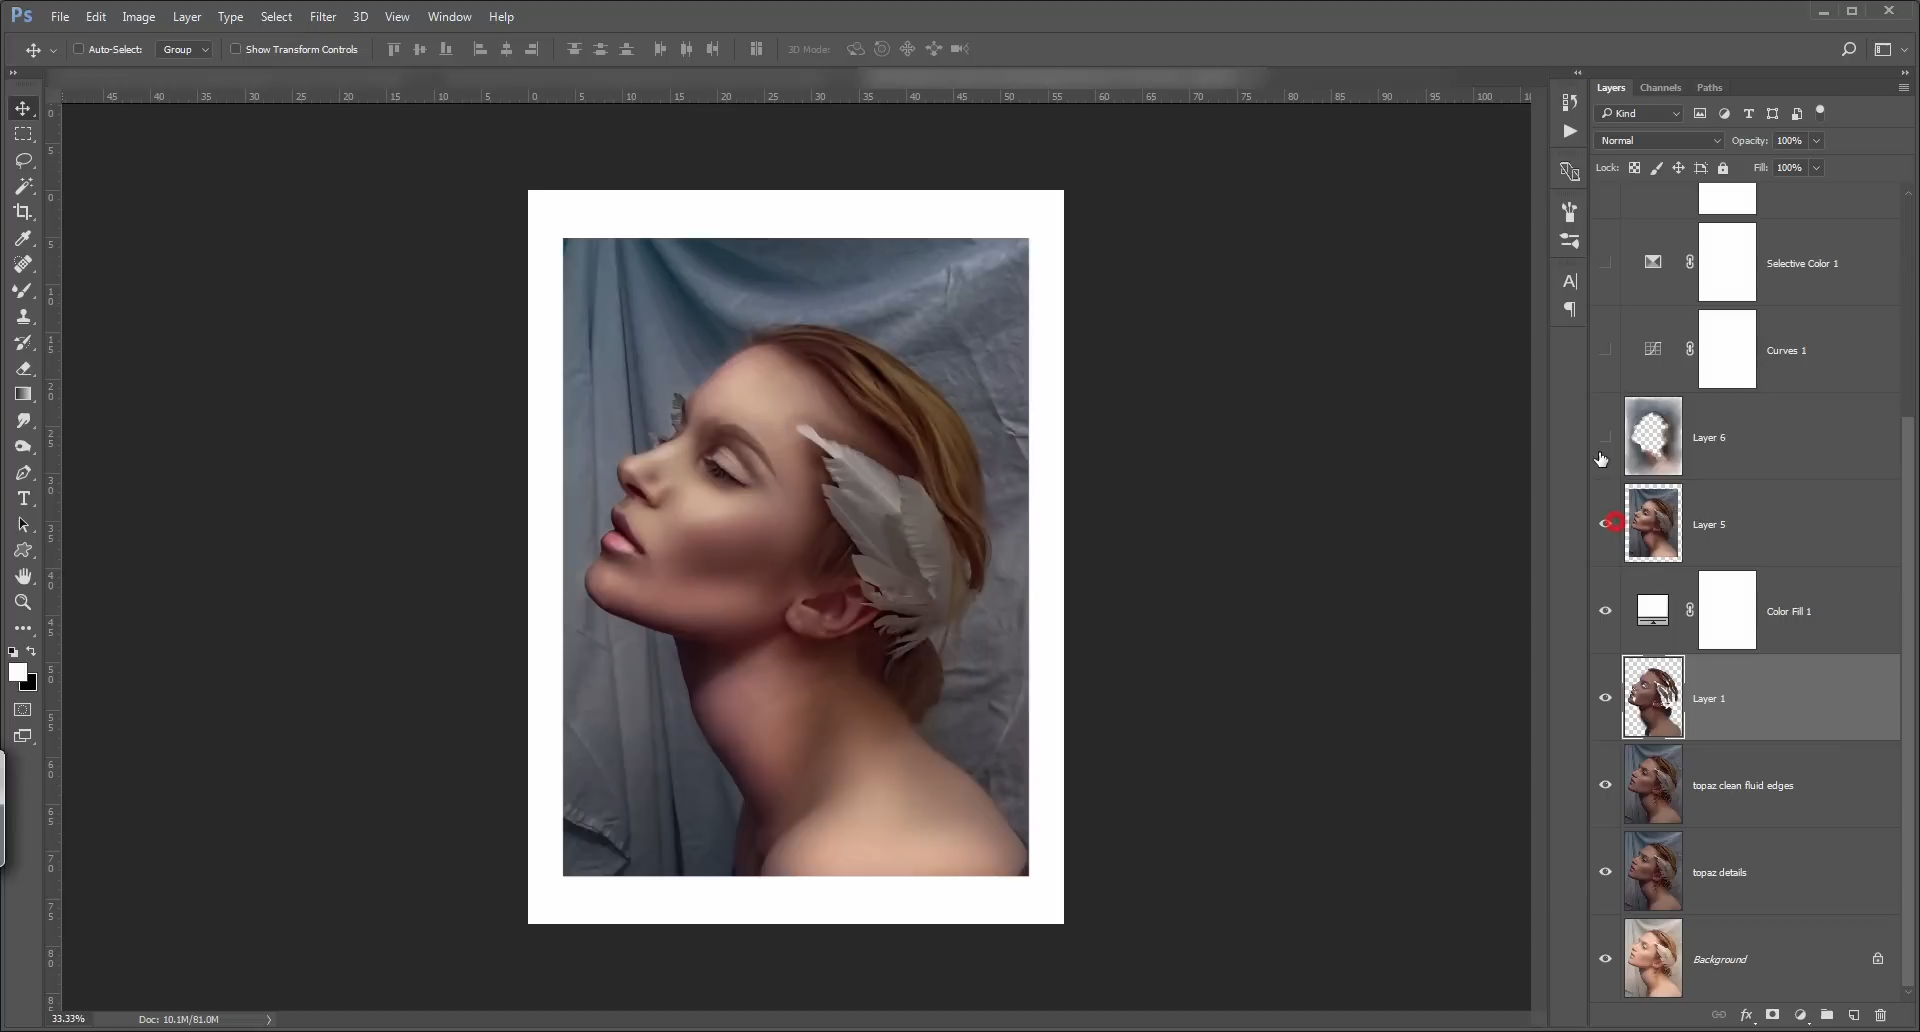 Ps File Edit Image Layer Type Select Filter 3D View Window Help
Auto-Select: Group Show Transform Controls 3D Mode:
45 40 35 30 25 20 15 10 5 0 5 10 15 20 25 30 35 40 45 50 55 60 65 70 75 80 85 90 95 100
Layers Channels Paths
Kind
Normal Opacity: 100%
Lock: Fill: 100%
Selective Color 1
Curves 1
Layer 6
Layer 5
Color Fill 1
Layer 1
topaz clean fluid edges
topaz details
Background
33.33% Doc: 10.1M/81.0M